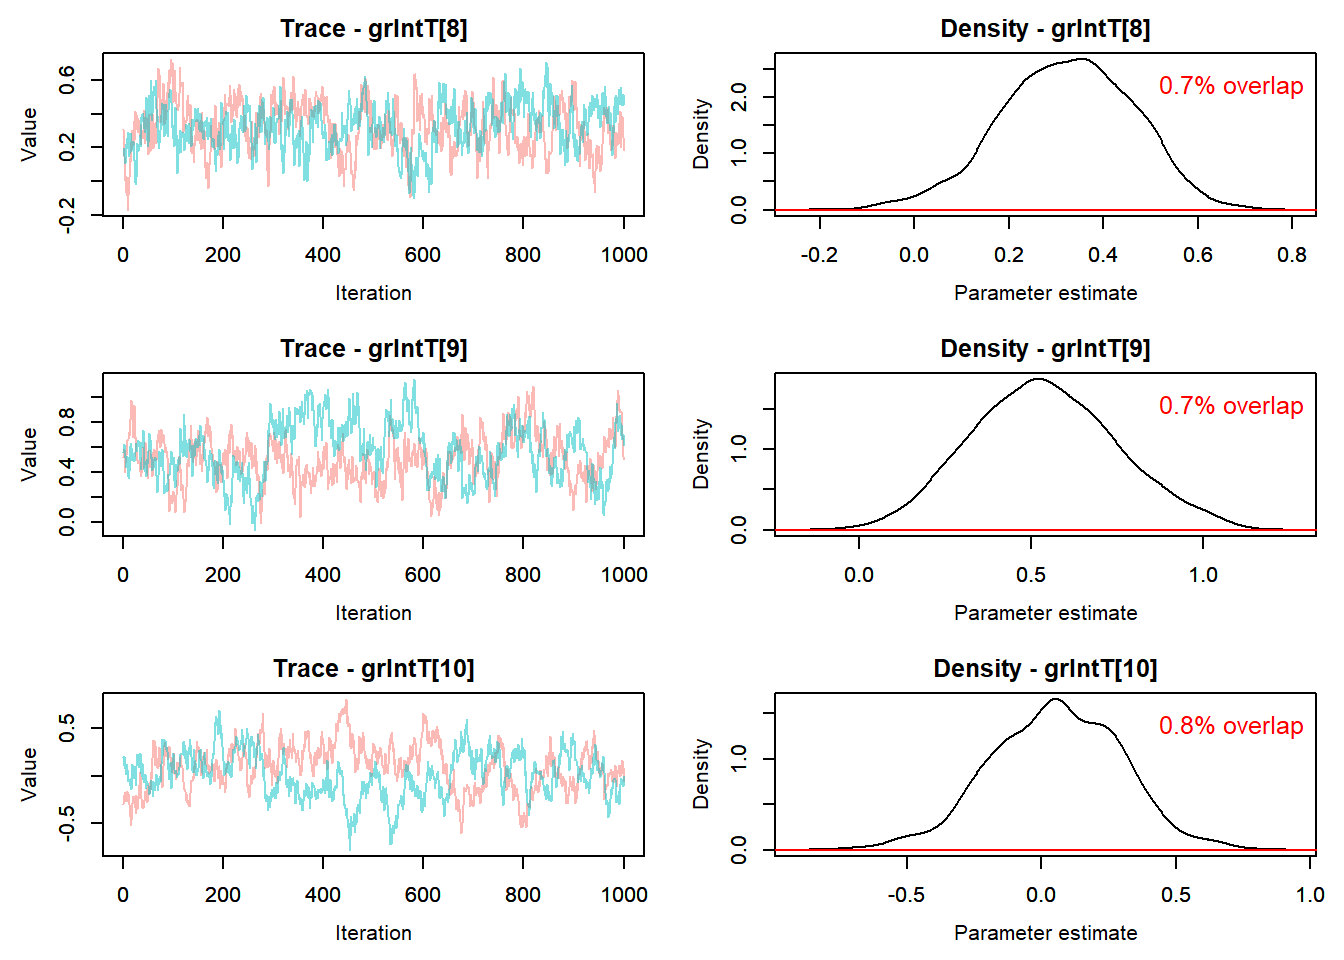 Trace - grIntT[8]
Value
-0.2 0.2 0.6
0 200 400 600 800 1000
Iteration
Density - grIntT[8]
0.7% overlap
Density
0.0 1.0 2.0
-0.2 0.0 0.2 0.4 0.6 0.8
Parameter estimate
Trace - grIntT[9]
Value
0.0 0.4 0.8
0 200 400 600 800 1000
Iteration
Density - grIntT[9]
0.7% overlap
Density
0.0 1.0
0.0 0.5 1.0
Parameter estimate
Trace - grIntT[10]
Value
-0.5 0.5
0 200 400 600 800 1000
Iteration
Density - grIntT[10]
0.8% overlap
Density
0.0 1.0
-0.5 0.0 0.5 1.0
Parameter estimate